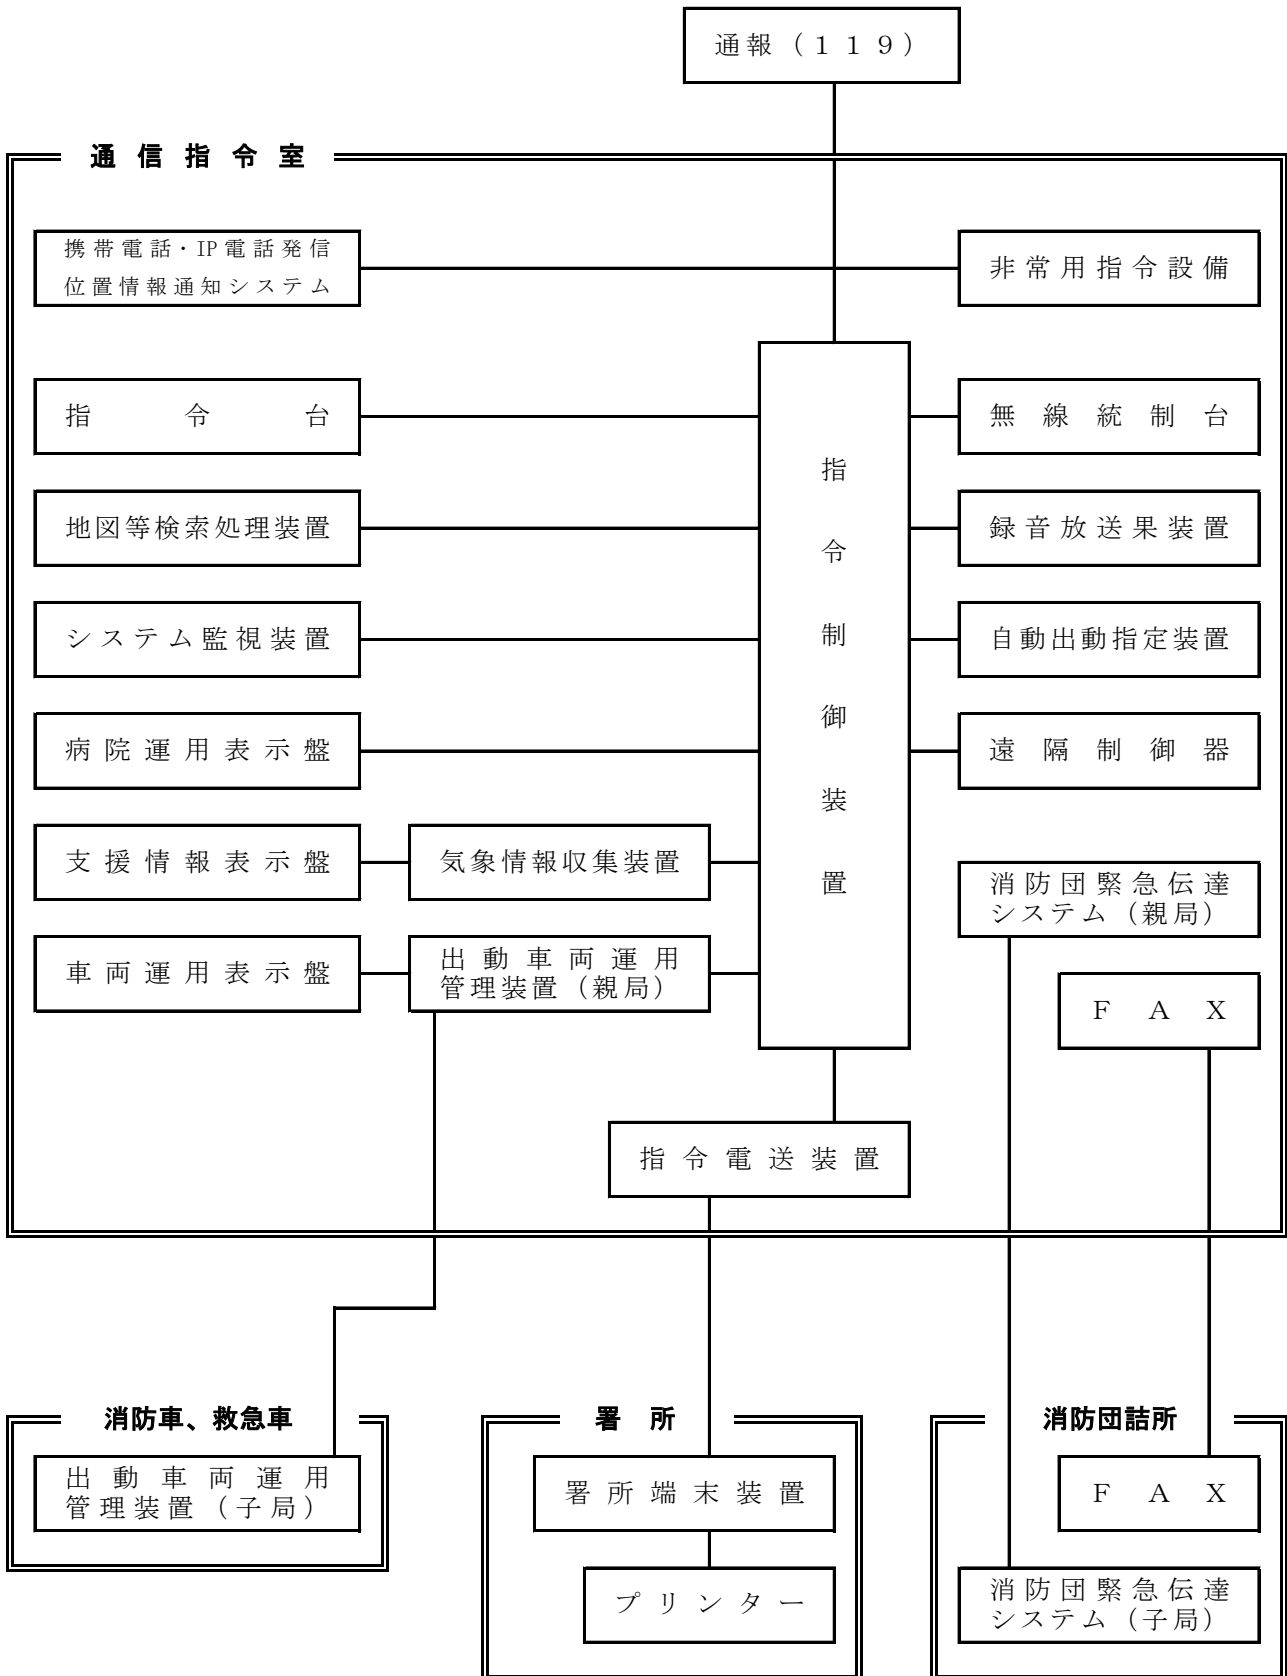 通報（１１９）
通信指令室
携帯電話・IP電話発信
位置情報通知システム
非常用指令設備
指令台
無線統制台
指令制御装置
地図等検索処理装置
録音放送果装置
システム監視装置
自動出動指定装置
病院運用表示盤
遠隔制御器
支援情報表示盤
気象情報収集装置
消防団緊急伝達
システム（親局）
車両運用表示盤
出動車両運用
管理装置（親局）
ＦＡＸ
指令電送装置
消防車、救急車
署所
消防団詰所
出動車両運用
管理装置（子局）
署所端末装置
ＦＡＸ
プリンター
消防団緊急伝達
システム（子局）